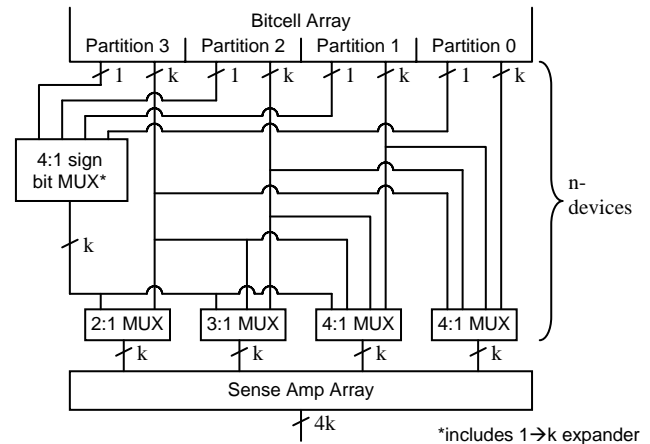 Bitcell Array
Partition 3 Partition 2 Partition 1 Partition 0
1 k 1 k 1 k 1 k
4:1 sign
bit MUX*
n-
devices
k
2:1 MUX 3:1 MUX 4:1 MUX 4:1 MUX
k k k k
Sense Amp Array
4k
*includes 1→k expander